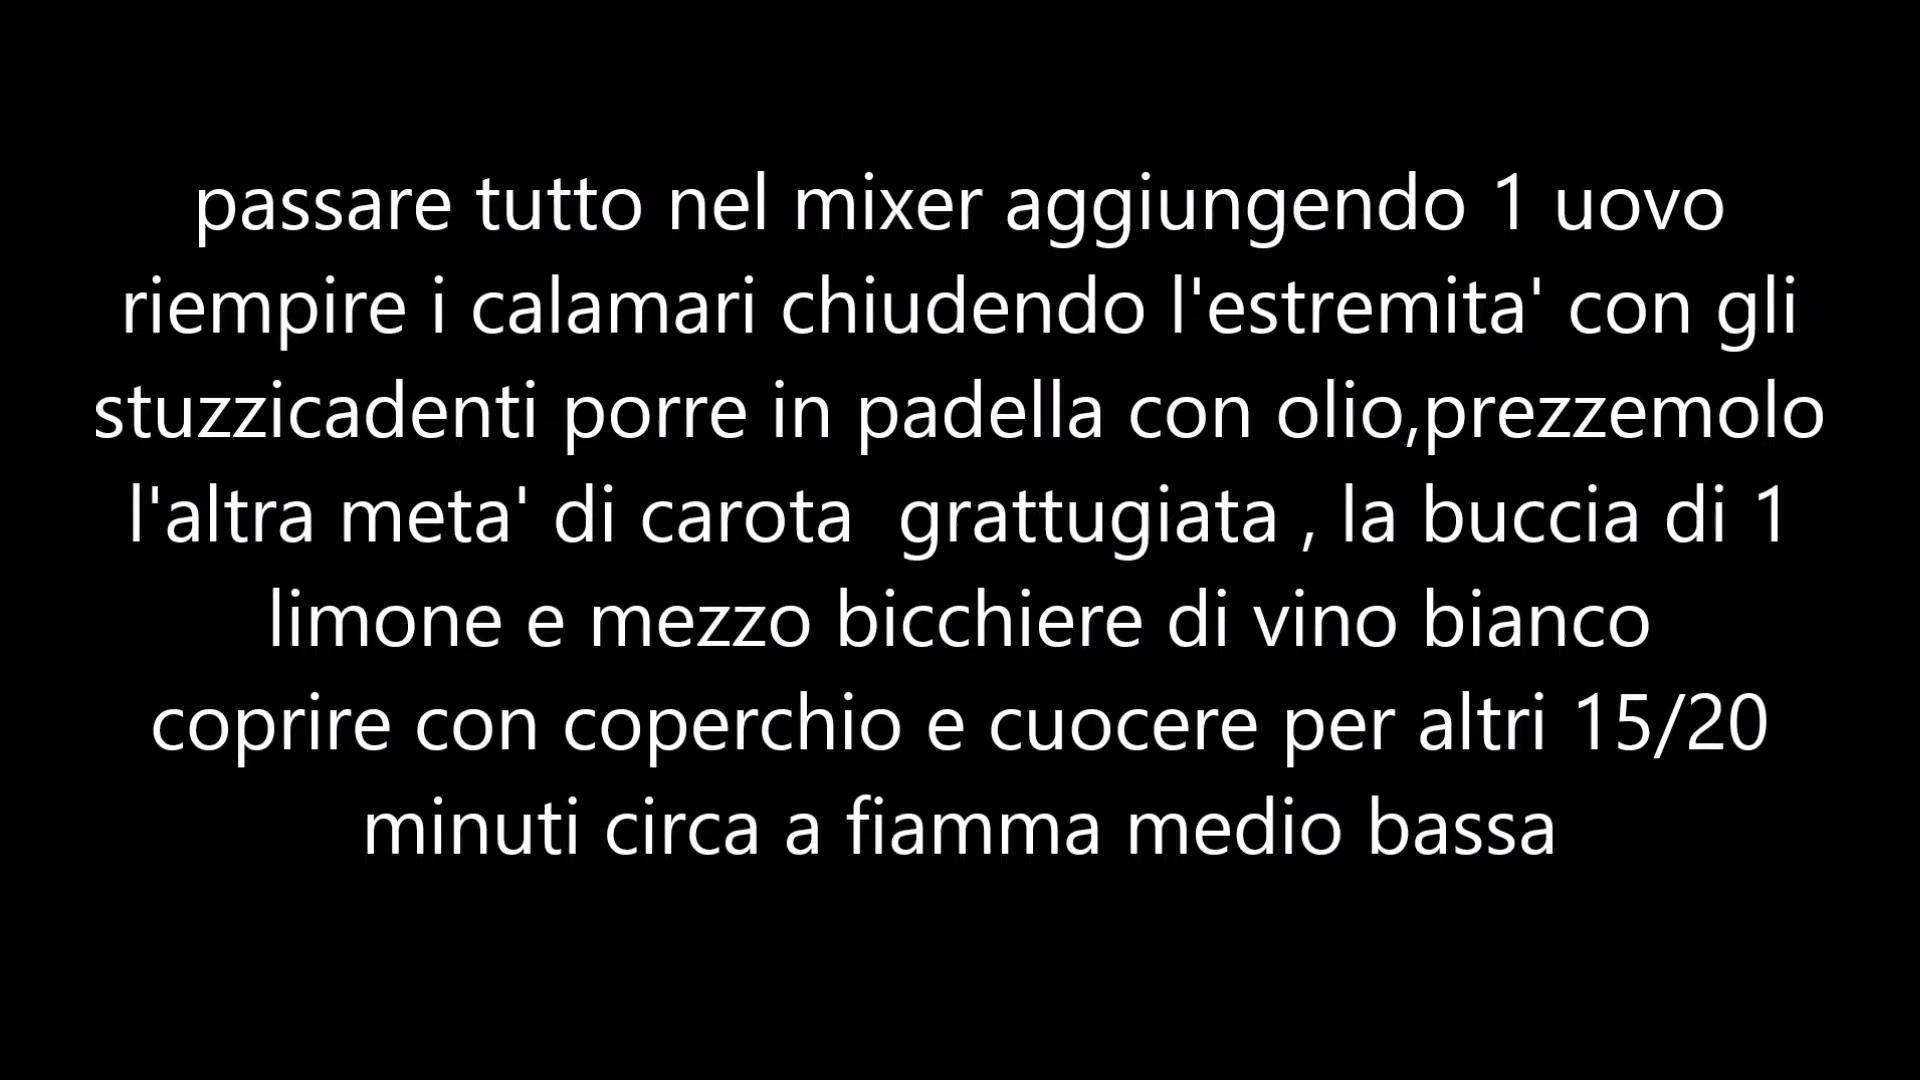 passare tutto nel mixer aggiungendo 1 uovo
riempire i calamari chiudendo l'estremita' con gli
stuzzicadenti porre in padella con olio,prezzemolo
l'altra meta' di carota  grattugiata , la buccia di 1
limone e mezzo bicchiere di vino bianco
coprire con coperchio e cuocere per altri 15/20
minuti circa a fiamma medio bassa